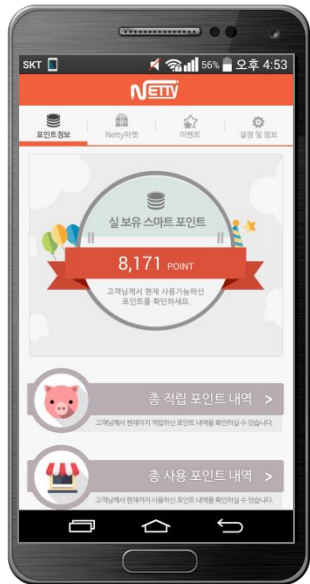 SKT 56% 오후 4:53
NETTY
포인트정보 Netty마켓 이벤트 설정 및 정보
실 보유 스마트 포인트
8,171 POINT
고객님께서 현재 사용가능하신
포인트를 확인하세요.
총 적립 포인트 내역 >
고객님께서 현재까지 적립하신 포인트 내역을 확인하실 수 있습니다.
총 사용 포인트 내역 >
고객님께서 현재까지 사용하신 포인트 내역을 확인하실 수 있습니다.